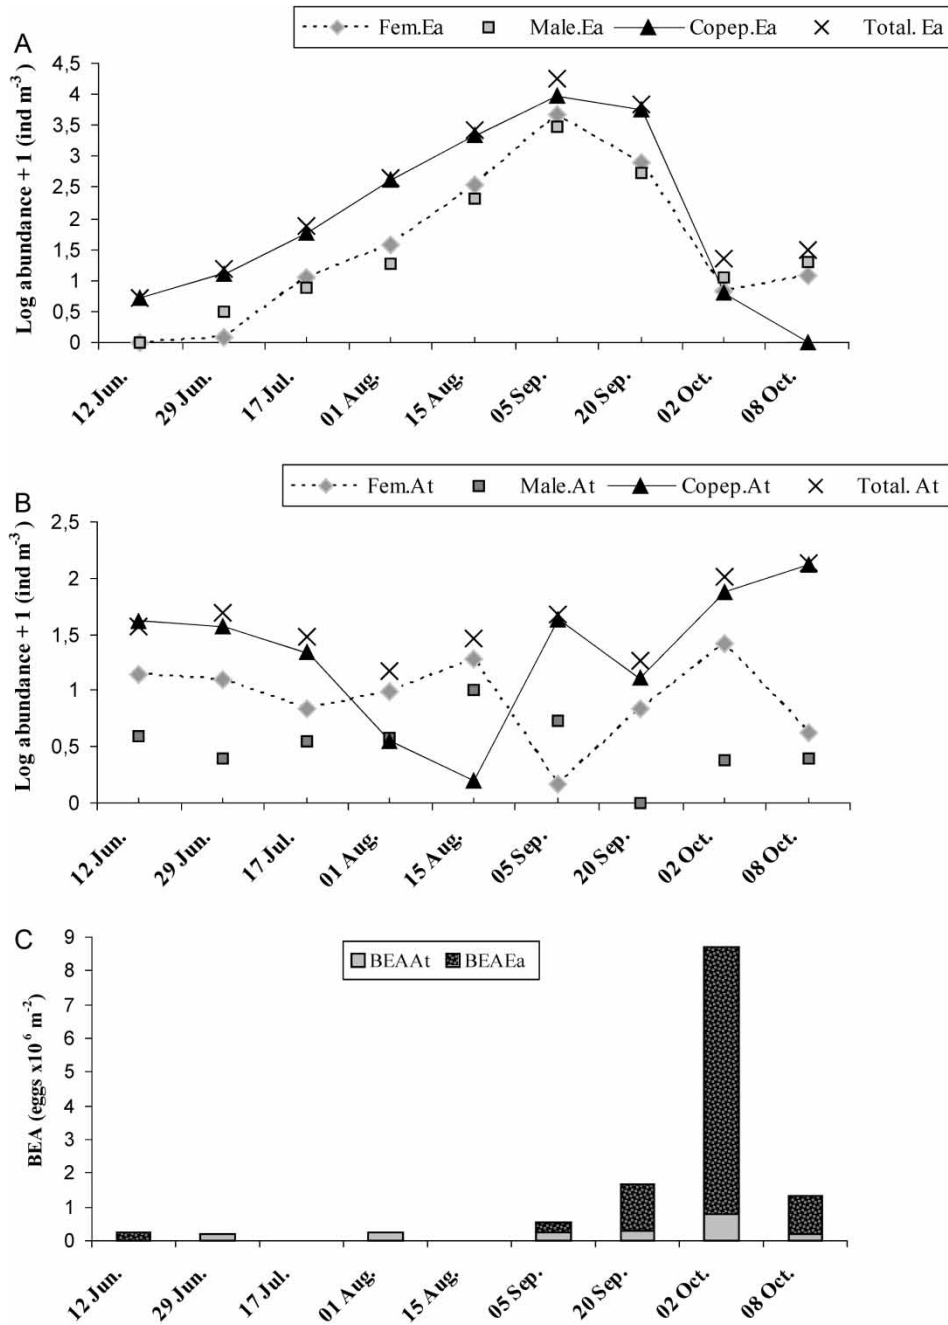 A
Fem.Ea Male.Ea Copep.Ea Total. Ea
Log abundance + 1 (ind m⁻³)
4,5
4
3,5
3
2,5
2
1,5
1
0,5
0
12 Jun. 29 Jun. 17 Jul. 01 Aug. 15 Aug. 05 Sep. 20 Sep. 02 Oct. 08 Oct.
B
Fem.At Male.At Copep.At Total. At
Log abundance + 1 (ind m⁻³)
2,5
2
1,5
1
0,5
0
12 Jun. 29 Jun. 17 Jul. 01 Aug. 15 Aug. 05 Sep. 20 Sep. 02 Oct. 08 Oct.
C
BEAAt BEAEa
BEA (eggs x10⁻⁶ m⁻²)
9
8
7
6
5
4
3
2
1
0
12 Jun. 29 Jun. 17 Jul. 01 Aug. 15 Aug. 05 Sep. 20 Sep. 02 Oct. 08 Oct.